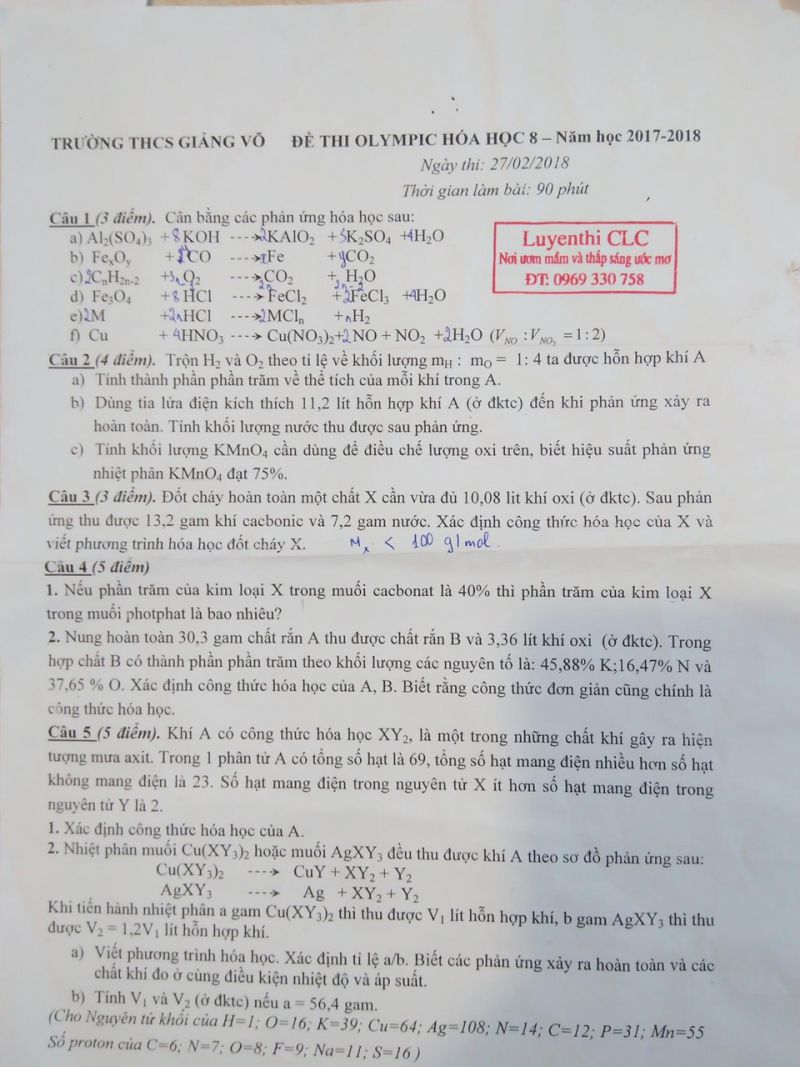 TRƯỜNG THCS GIẢNG VÕ ĐỀ THI OLYMPIC HÓA HỌC 8 – Năm học 2017-2018
Ngày thi: 27/02/2018
Thời gian làm bài: 90 phút
Câu 1 (3 điểm). Cân bằng các phản ứng hóa học sau:
a) Al₂(SO₄)₃ + 8KOH ----> 2KAlO₂ + 3K₂SO₄ + 4H₂O
b) FeₓOᵧ + yCO ----> xFe + yCO₂
c) 2CₙH₂ₙ₋₂ + O₂ ----> 2nCO₂ + 2n-2 H₂O
d) Fe₃O₄ + 8HCl ----> FeCl₂ + 2FeCl₃ + 4H₂O
e) 2M + 2nHCl ----> 2MClₙ + nH₂
f) Cu + 4HNO₃ ----> Cu(NO₃)₂ + 2NO + NO₂ + 2H₂O (V_NO : V_NO₂ = 1 : 2)
Luyenthi CLC
Nơi ươm mầm và thắp sáng ước mơ
ĐT: 0969 330 758
Câu 2 (4 điểm). Trộn H₂ và O₂ theo tỉ lệ về khối lượng m_H : m_O = 1: 4 ta được hỗn hợp khí A
a) Tính thành phần phần trăm về thể tích của mỗi khí trong A.
b) Dùng tia lửa điện kích thích 11,2 lít hỗn hợp khí A (ở đktc) đến khi phản ứng xảy ra
hoàn toàn. Tính khối lượng nước thu được sau phản ứng.
c) Tính khối lượng KMnO₄ cần dùng để điều chế lượng oxi trên, biết hiệu suất phản ứng
nhiệt phân KMnO₄ đạt 75%.
Câu 3 (3 điểm). Đốt cháy hoàn toàn một chất X cần vừa đủ 10,08 lit khí oxi (ở đktc). Sau phản
ứng thu được 13,2 gam khí cacbonic và 7,2 gam nước. Xác định công thức hóa học của X và
viết phương trình hóa học đốt cháy X. Mₓ < 100 g/mol.
Câu 4 (5 điểm)
1. Nếu phần trăm của kim loại X trong muối cacbonat là 40% thì phần trăm của kim loại X
trong muối photphat là bao nhiêu?
2. Nung hoàn toàn 30,3 gam chất rắn A thu được chất rắn B và 3,36 lít khí oxi (ở đktc). Trong
hợp chất B có thành phần phần trăm theo khối lượng các nguyên tố là: 45,88% K;16,47% N và
37,65 % O. Xác định công thức hóa học của A, B. Biết rằng công thức đơn giản cũng chính là
công thức hóa học.
Câu 5 (5 điểm). Khí A có công thức hóa học XY₂, là một trong những chất khí gây ra hiện
tượng mưa axit. Trong 1 phân tử A có tổng số hạt là 69, tổng số hạt mang điện nhiều hơn số hạt
không mang điện là 23. Số hạt mang điện trong nguyên tử X ít hơn số hạt mang điện trong
nguyên tử Y là 2.
1. Xác định công thức hóa học của A.
2. Nhiệt phân muối Cu(XY₃)₂ hoặc muối AgXY₃ đều thu được khí A theo sơ đồ phản ứng sau:
Cu(XY₃)₂ ----> CuY + XY₂ + Y₂
AgXY₃ ----> Ag + XY₂ + Y₂
Khi tiến hành nhiệt phân a gam Cu(XY₃)₂ thì thu được V₁ lít hỗn hợp khí, b gam AgXY₃ thì thu
được V₂ = 1,2V₁ lít hỗn hợp khí.
a) Viết phương trình hóa học. Xác định tỉ lệ a/b. Biết các phản ứng xảy ra hoàn toàn và các
chất khí đo ở cùng điều kiện nhiệt độ và áp suất.
b) Tính V₁ và V₂ (ở đktc) nếu a = 56,4 gam.
(Cho Nguyên tử khối của H=1; O=16; K=39; Cu=64; Ag=108; N=14; C=12; P=31; Mn=55
Số proton của C=6; N=7; O=8; F=9; Na=11; S=16 )